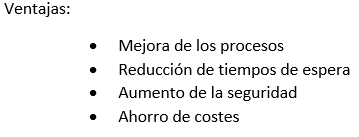 Ventajas:
• Mejora de los procesos
• Reducción de tiempos de espera
• Aumento de la seguridad
• Ahorro de costes